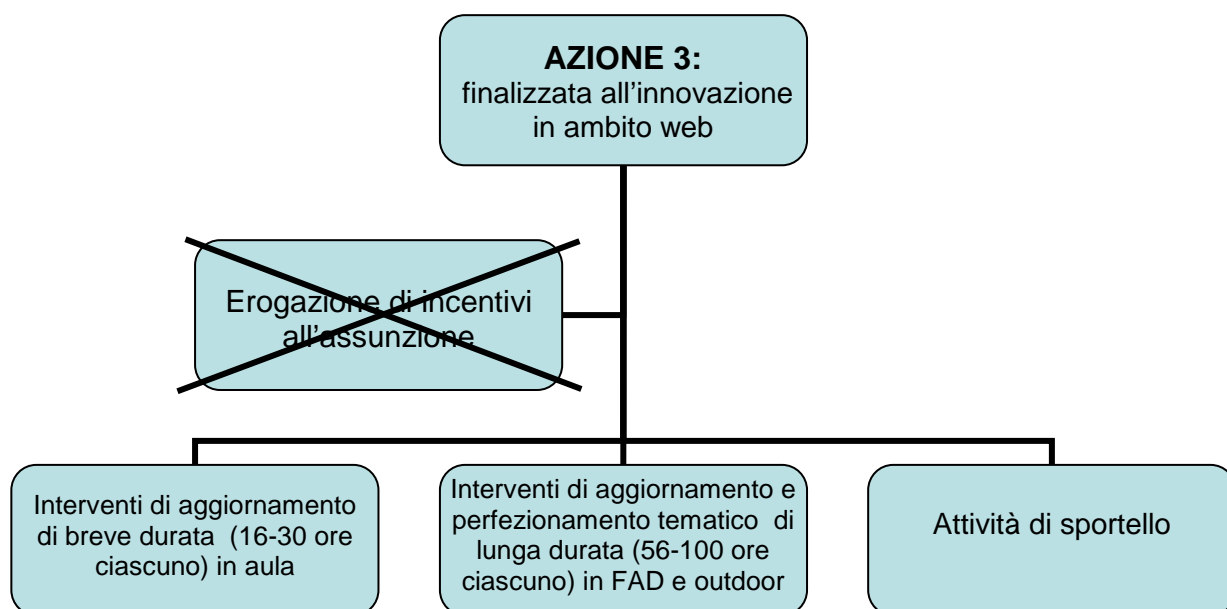 AZIONE 3:
finalizzata all’innovazione
in ambito web
Erogazione di incentivi
all’assunzione
Interventi di aggiornamento
di breve durata (16-30 ore
ciascuno) in aula
Interventi di aggiornamento e
perfezionamento tematico di
lunga durata (56-100 ore
ciascuno) in FAD e outdoor
Attività di sportello